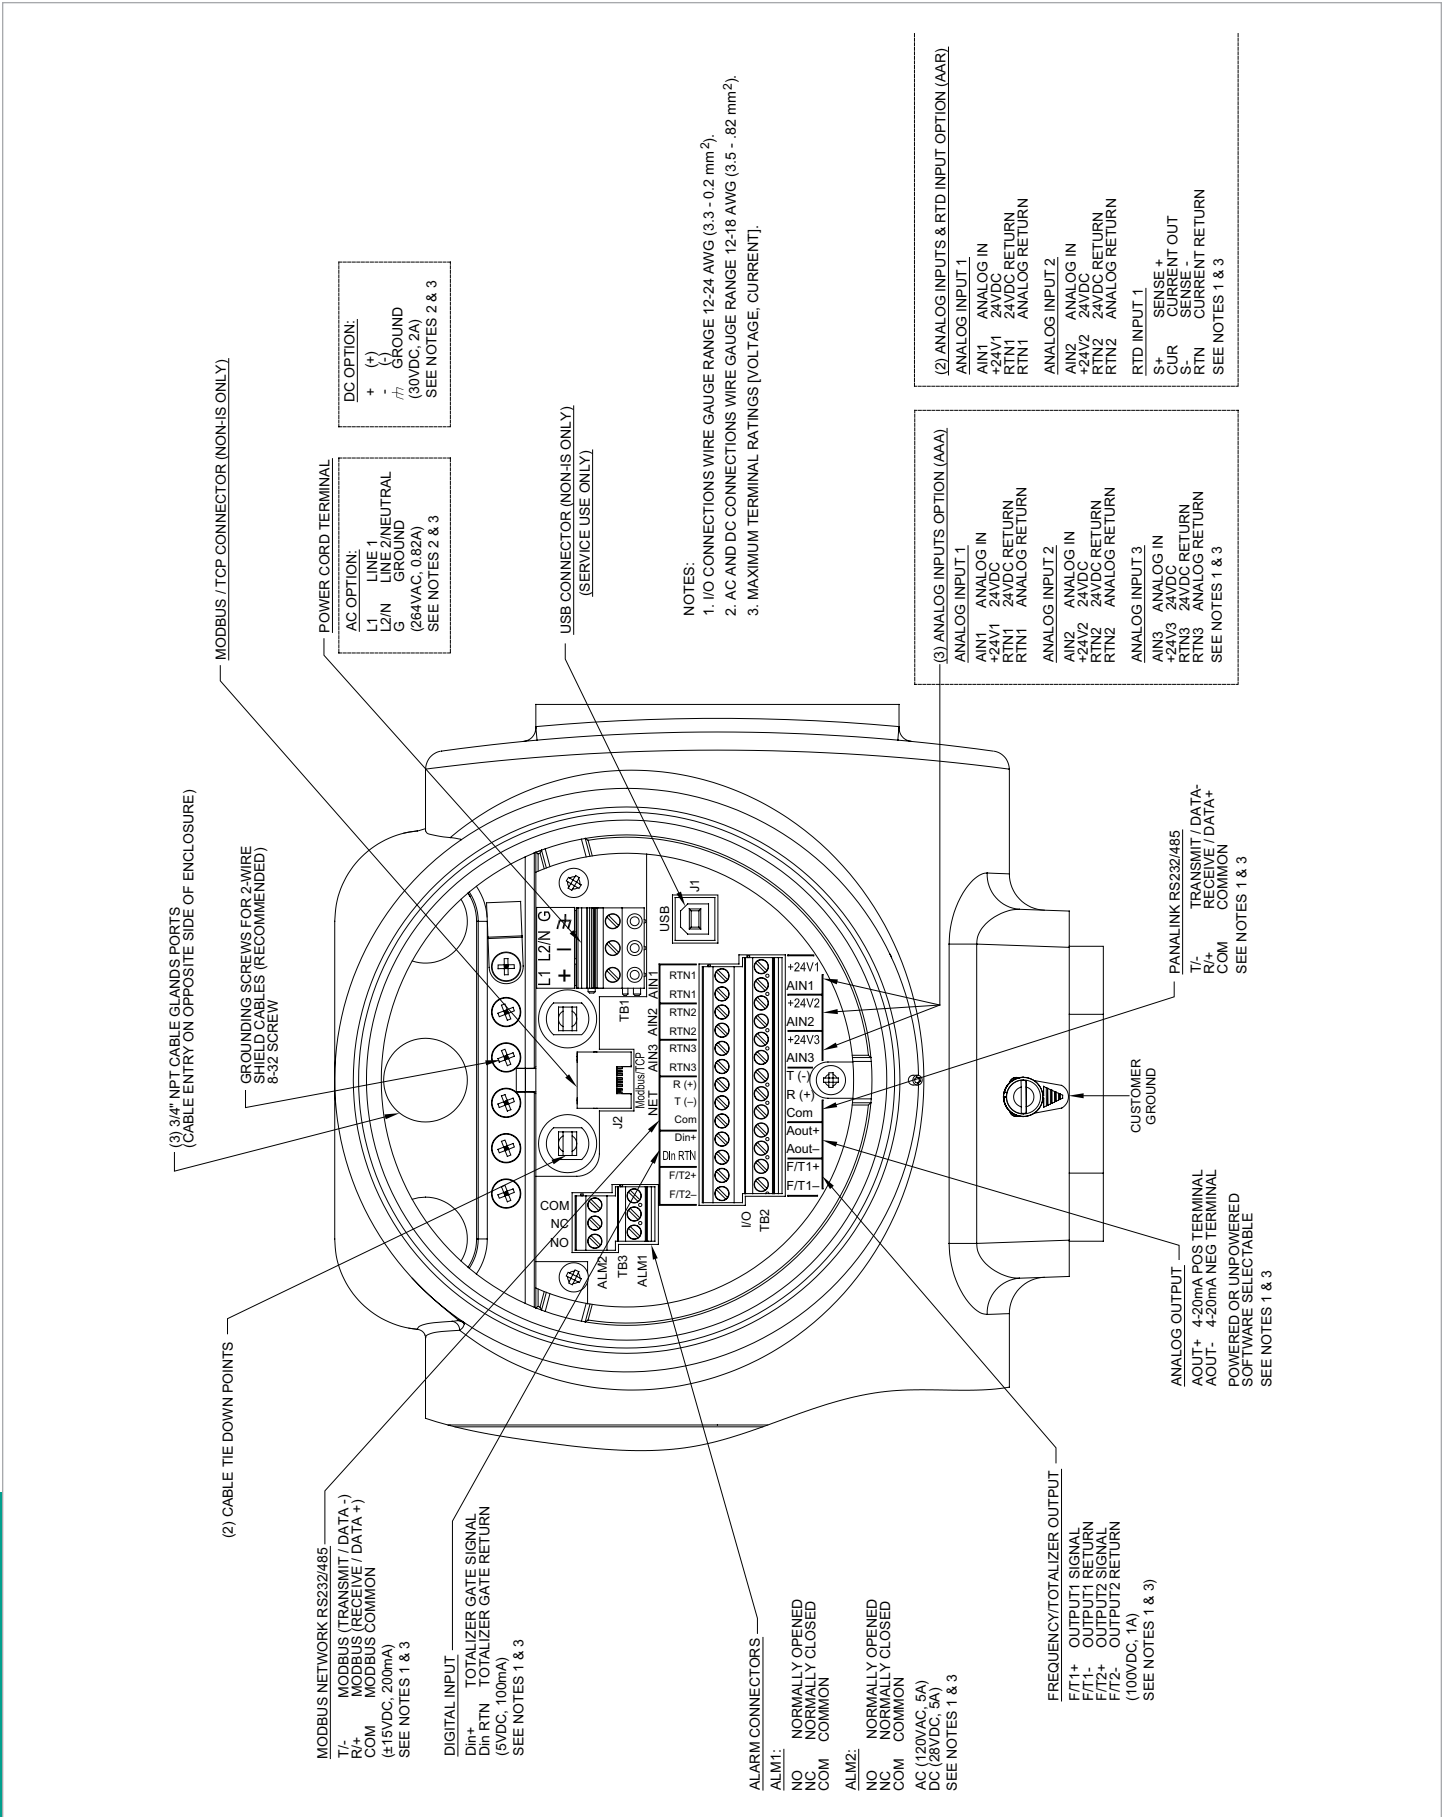 (2) CABLE TIE DOWN POINTS
(3) 3/4" NPT CABLE GLANDS PORTS
(CABLE ENTRY ON OPPOSITE SIDE OF ENCLOSURE)
GROUNDING SCREWS FOR 2-WIRE
SHIELD CABLES (RECOMMENDED)
8-32 SCREW
MODBUS / TCP CONNECTOR (NON-IS ONLY)
POWER CORD TERMINAL
AC OPTION:
L1 LINE 1
L2/N LINE 2/NEUTRAL
G GROUND
(264VAC, 0.82A)
SEE NOTES 2 & 3
DC OPTION:
+ (+)
- (-)
GROUND
(30VDC, 2A)
SEE NOTES 2 & 3
USB CONNECTOR (NON-IS ONLY)
(SERVICE USE ONLY)
NOTES:
1. I/O CONNECTIONS WIRE GAUGE RANGE 12-24 AWG (3.3 - 0.2 mm²).
2. AC AND DC CONNECTIONS WIRE GAUGE RANGE 12-18 AWG (3.5 - .82 mm²).
3. MAXIMUM TERMINAL RATINGS [VOLTAGE, CURRENT].
MODBUS NETWORK RS232/485
T/- MODBUS (TRANSMIT / DATA -)
R/+ MODBUS (RECEIVE / DATA +)
COM MODBUS COMMON
(±15VDC, 200mA)
SEE NOTES 1 & 3
DIGITAL INPUT
Din+ TOTALIZER GATE SIGNAL
Din RTN TOTALIZER GATE RETURN
(5VDC, 100mA)
SEE NOTES 1 & 3
ALARM CONNECTORS
ALM1:
NO NORMALLY OPENED
NC NORMALLY CLOSED
COM COMMON
ALM2:
NO NORMALLY OPENED
NC NORMALLY CLOSED
COM COMMON
AC (120VAC, 5A)
DC (28VDC, 5A)
SEE NOTES 1 & 3
L1 L2/N G
+ −
TB1
USB
J1
Modbus/TCP
J2
COM
NC
NO
ALM2
TB3
ALM1
NET AIN3 AIN2 AIN1
F/T2−
F/T2+
DIn RTN
Din+
Com
T (−)
R (+)
RTN3
RTN3
RTN2
RTN2
RTN1
RTN1
I/O
TB2
F/T1−
F/T1+
Aout−
Aout+
Com
R (+)
T (-)
AIN3
+24V3
AIN2
+24V2
AIN1
+24V1
FREQUENCY/TOTALIZER OUTPUT
F/T1+ OUTPUT1 SIGNAL
F/T1- OUTPUT1 RETURN
F/T2+ OUTPUT2 SIGNAL
F/T2- OUTPUT2 RETURN
(100VDC, 1A)
SEE NOTES 1 & 3)
ANALOG OUTPUT
AOUT+ 4-20mA POS TERMINAL
AOUT- 4-20mA NEG TERMINAL
POWERED OR UNPOWERED
SOFTWARE SELECTABLE
SEE NOTES 1 & 3
CUSTOMER
GROUND
PANALINK RS232/485
T/- TRANSMIT / DATA-
R/+ RECEIVE / DATA+
COM COMMON
SEE NOTES 1 & 3
(3) ANALOG INPUTS OPTION (AAA)
ANALOG INPUT 1
AIN1 ANALOG IN
+24V1 24VDC
RTN1 24VDC RETURN
RTN1 ANALOG RETURN
ANALOG INPUT 2
AIN2 ANALOG IN
+24V2 24VDC
RTN2 24VDC RETURN
RTN2 ANALOG RETURN
ANALOG INPUT 3
AIN3 ANALOG IN
+24V3 24VDC
RTN3 24VDC RETURN
RTN3 ANALOG RETURN
SEE NOTES 1 & 3
(2) ANALOG INPUTS & RTD INPUT OPTION (AAR)
ANALOG INPUT 1
AIN1 ANALOG IN
+24V1 24VDC
RTN1 24VDC RETURN
RTN1 ANALOG RETURN
ANALOG INPUT 2
AIN2 ANALOG IN
+24V2 24VDC
RTN2 24VDC RETURN
RTN2 ANALOG RETURN
RTD INPUT 1
S+ SENSE +
CUR CURRENT OUT
S- SENSE -
RTN CURRENT RETURN
SEE NOTES 1 & 3